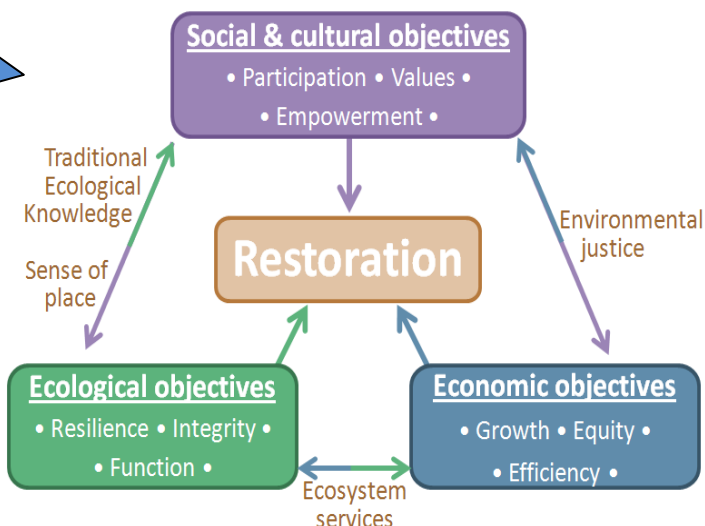 Social & cultural objectives
• Participation • Values •
• Empowerment •
Traditional
Ecological
Knowledge
Sense of
place
Environmental
justice
Restoration
Ecological objectives
• Resilience • Integrity •
• Function •
Economic objectives
• Growth • Equity •
• Efficiency •
Ecosystem
services